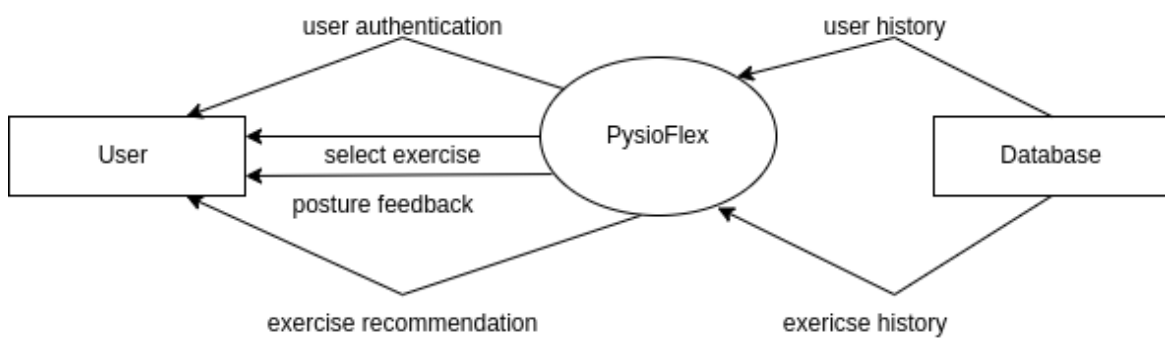 user authentication
user history
User
select exercise
posture feedback
PysioFlex
Database
exercise recommendation
exericse history